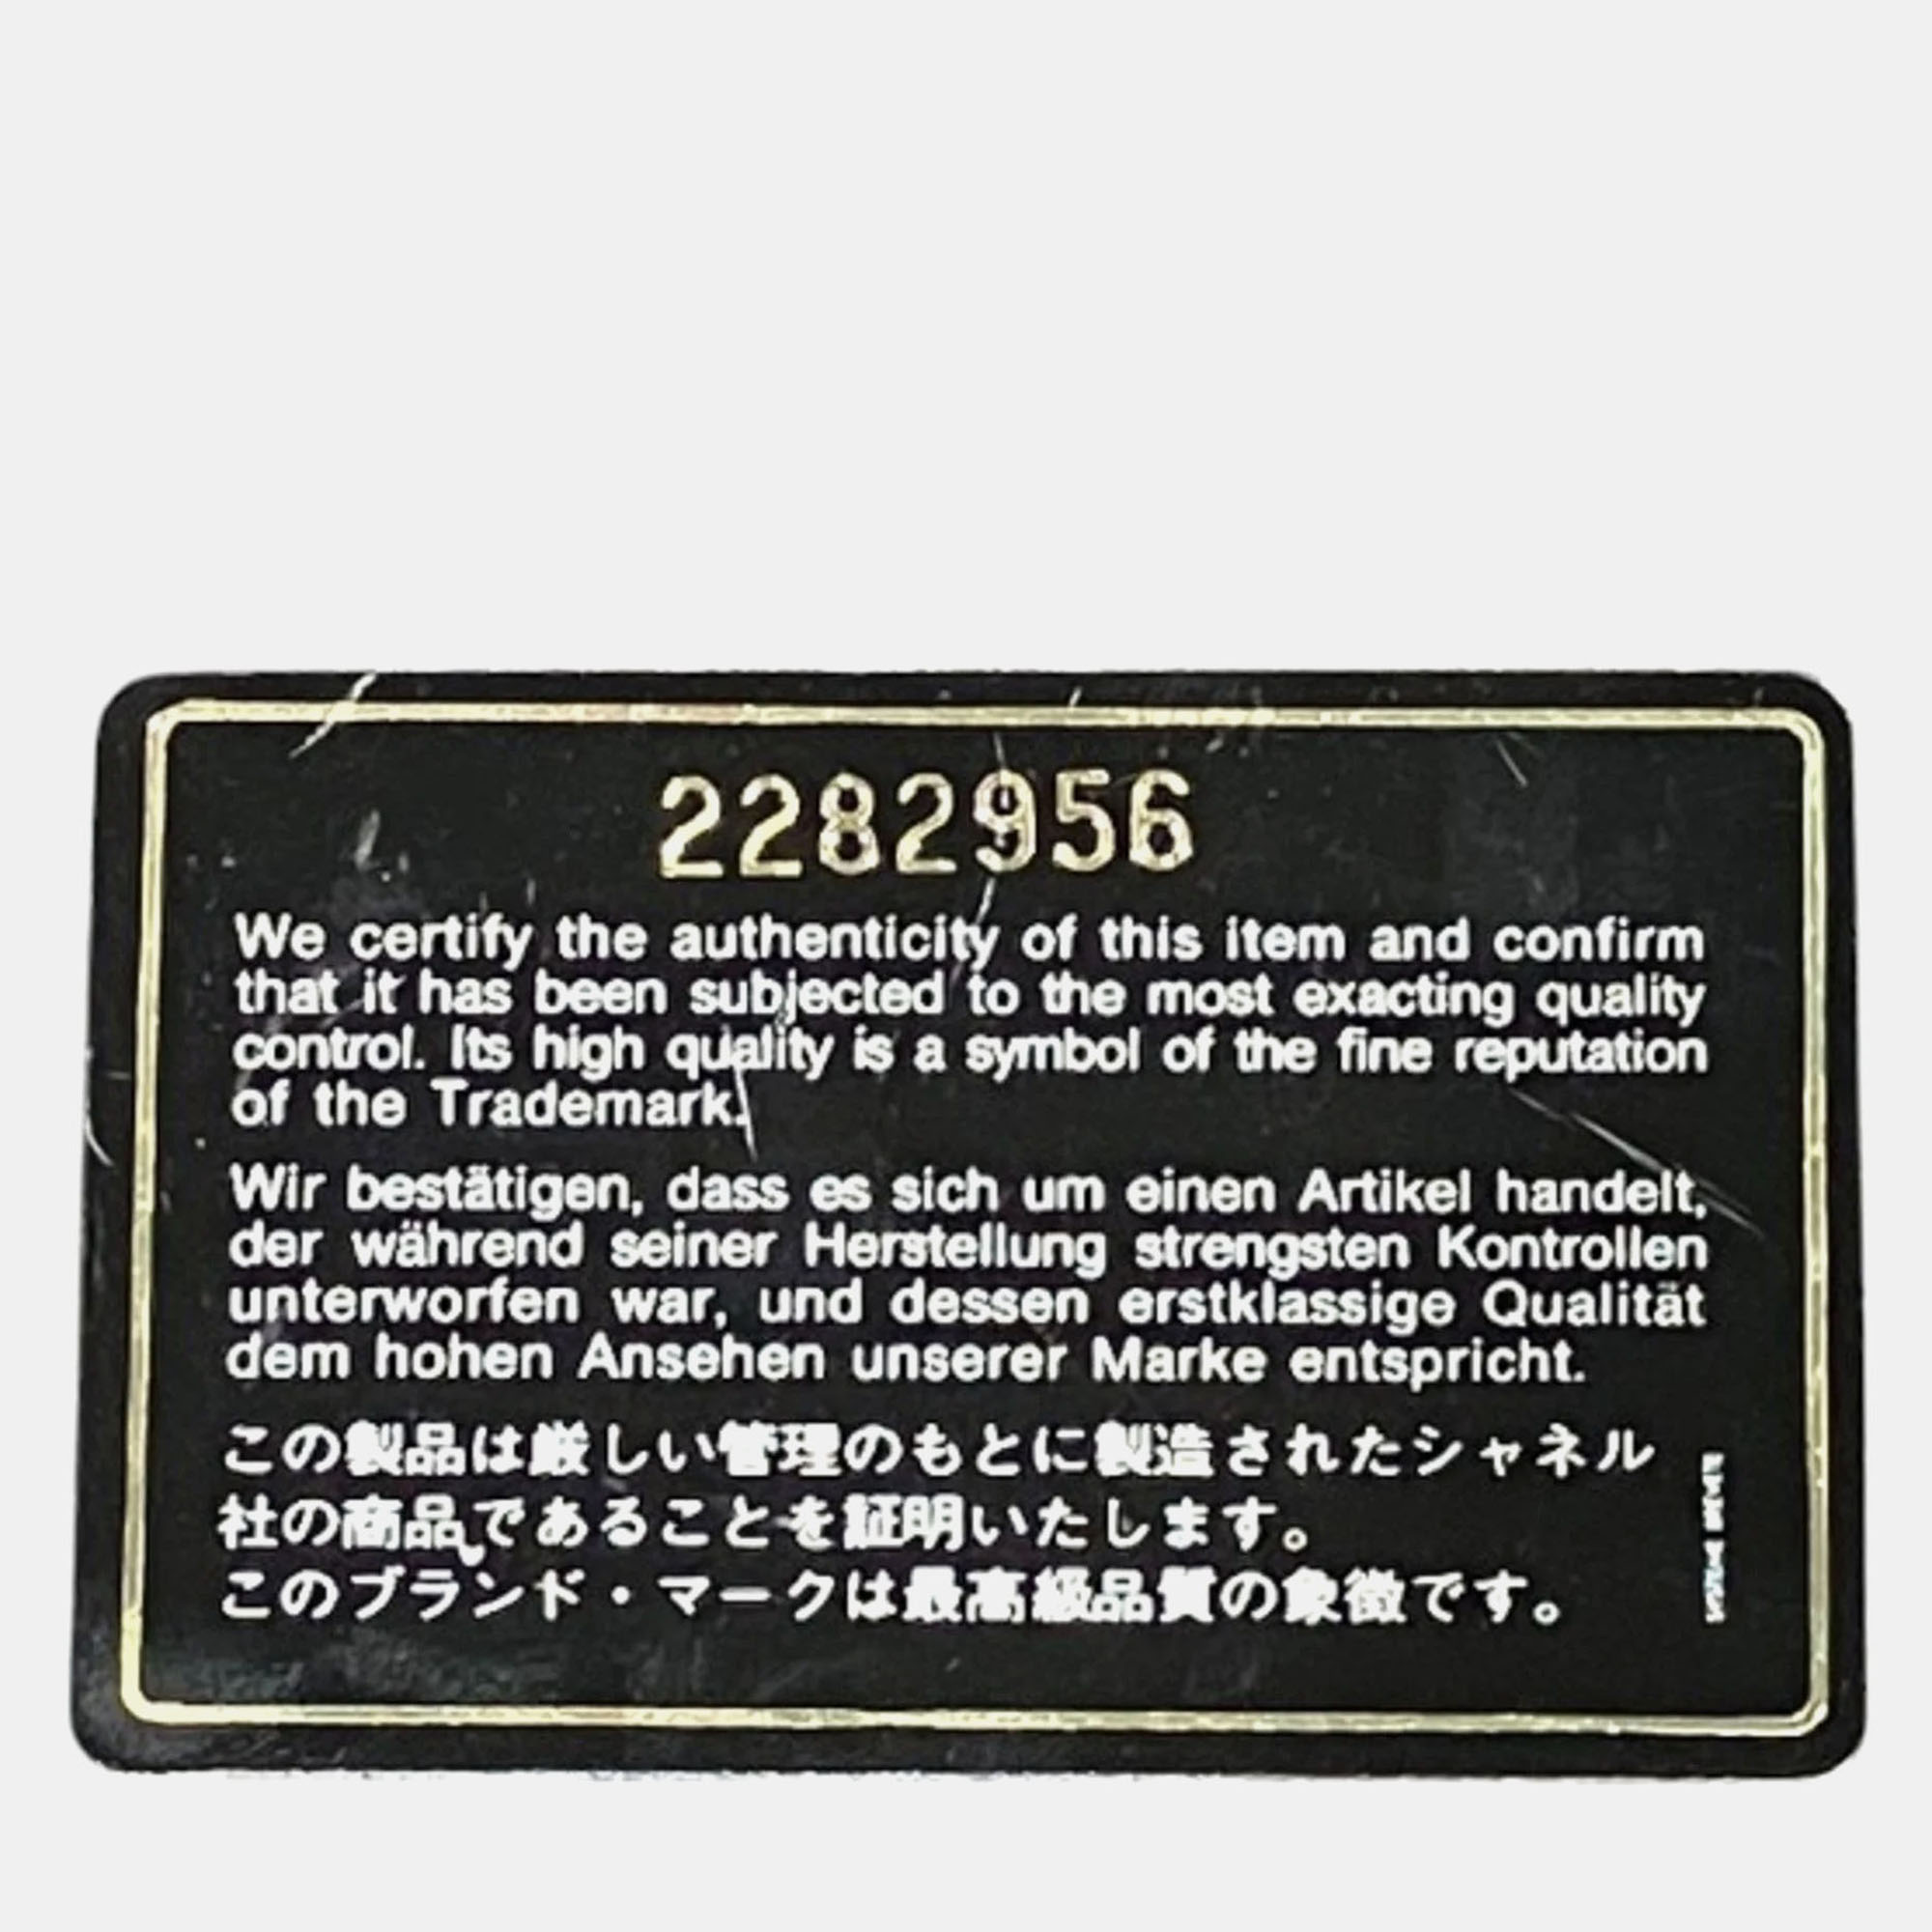 2282956
We certify the authenticity of this item and confirm
that it has been subjected to the most exacting quality
control. Its high quality is a symbol of the fine reputation
of the Trademark.
Wir bestätigen, dass es sich um einen Artikel handelt,
der während seiner Herstellung strengsten Kontrollen
unterworfen war, und dessen erstklassige Qualität
dem hohen Ansehen unserer Marke entspricht.
この製品は厳しい管理のもとに製造されたシャネル
社の商品であることを証明いたします。
このブランド・マークは最高級品質の象徴です。